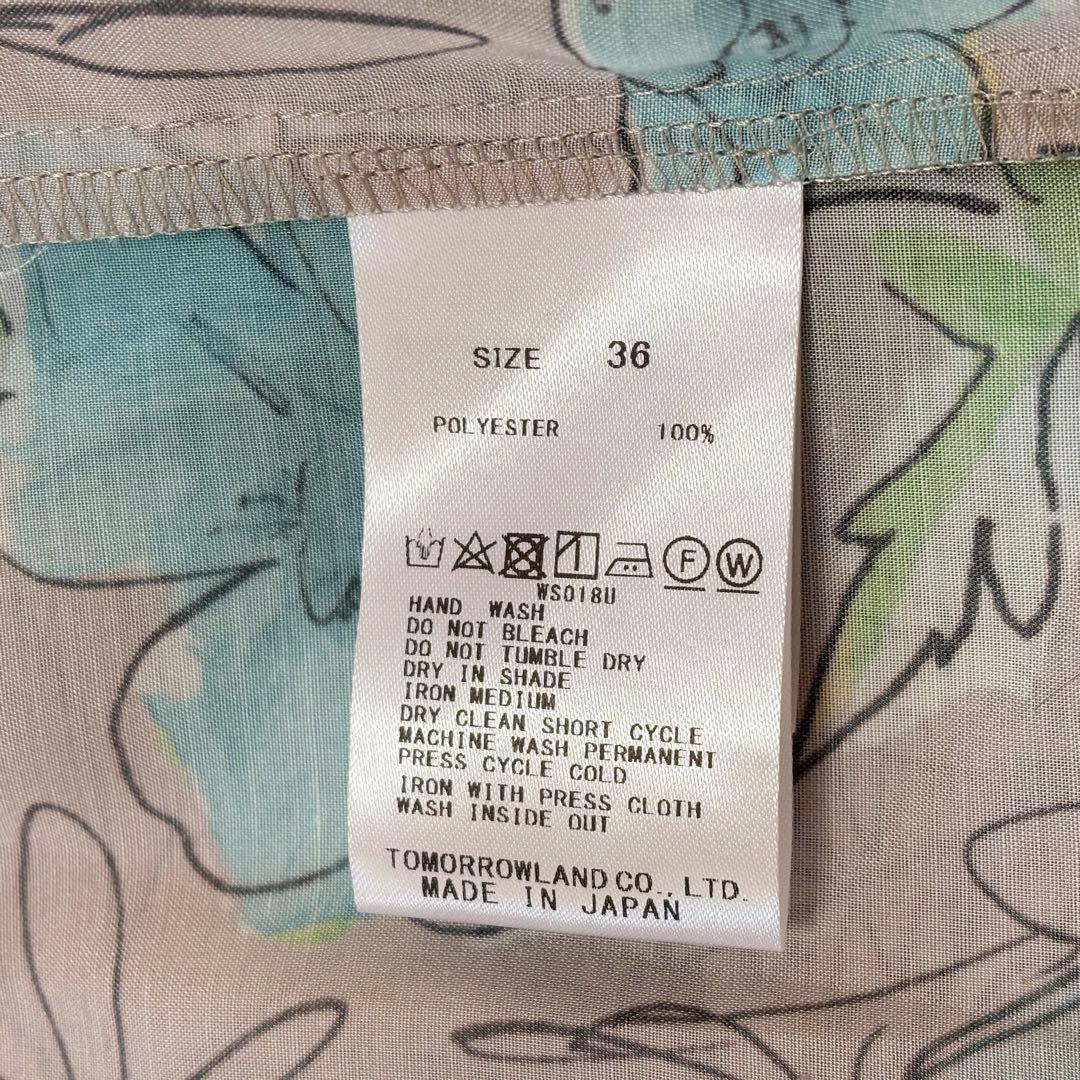 SIZE 36
POLYESTER 100%
F W
WS018U
HAND WASH
DO NOT BLEACH
DO NOT TUMBLE DRY
DRY IN SHADE
IRON MEDIUM
DRY CLEAN SHORT CYCLE
MACHINE WASH PERMANENT
PRESS CYCLE COLD
IRON WITH PRESS CLOTH
WASH INSIDE OUT
TOMORROWLAND CO., LTD.
MADE IN JAPAN